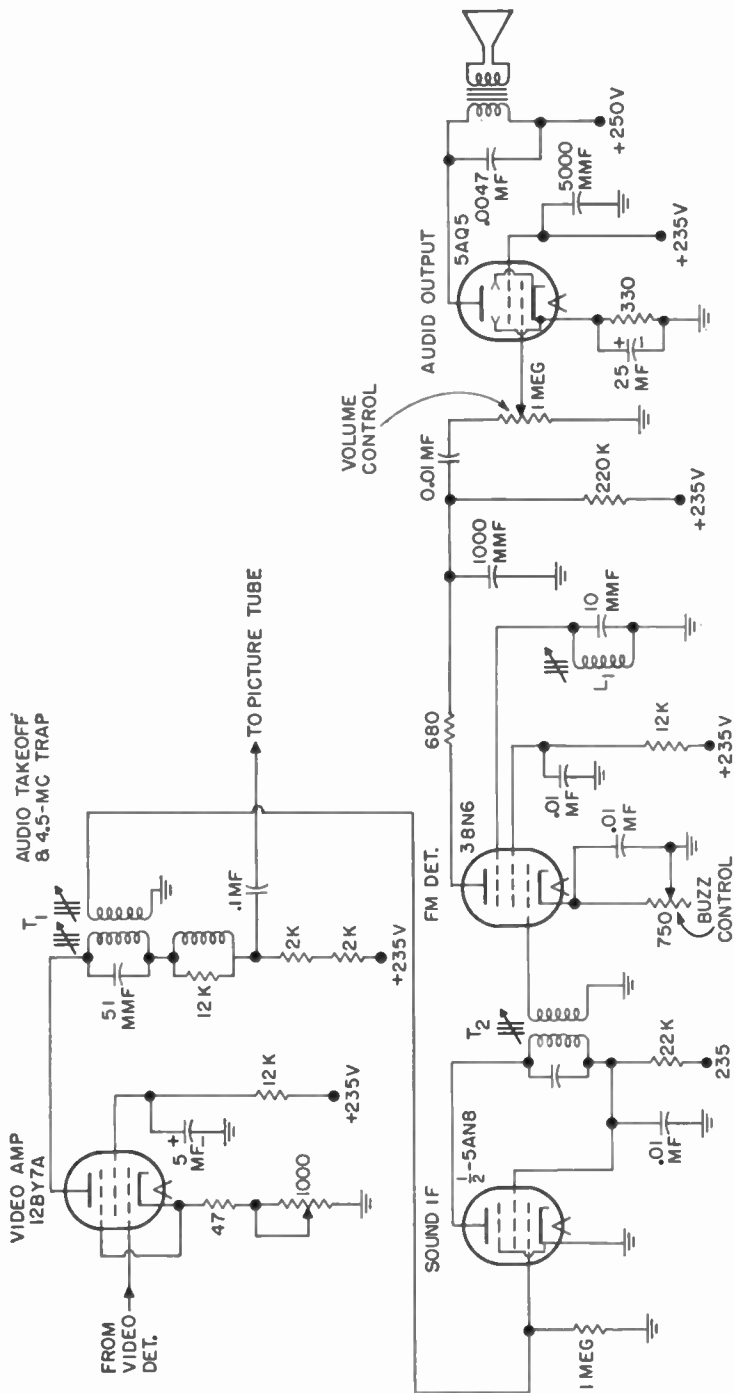 VIDEO AMP
12BY7A
FROM
VIDEO
DET.
47
1000
5
+
MF
-
12K
+235V
AUDIO TAKEOFF
& 4.5-MC TRAP
T1
51
MMF
12K
.1MF
2K
2K
+235V
TO PICTURE TUBE
SOUND IF
1/2-5AN8
1 MEG
.01
MF
22K
235
T2
FM DET.
3BN6
680
.01
MF
750
BUZZ
CONTROL
.01
MF
12K
+235V
L1
10
MMF
1000
MMF
220K
+235V
0.01MF
VOLUME
CONTROL
1 MEG
AUDIO OUTPUT
5AQ5
25
MF
+
-
330
.0047
MF
5000
MMF
+235V
+250V